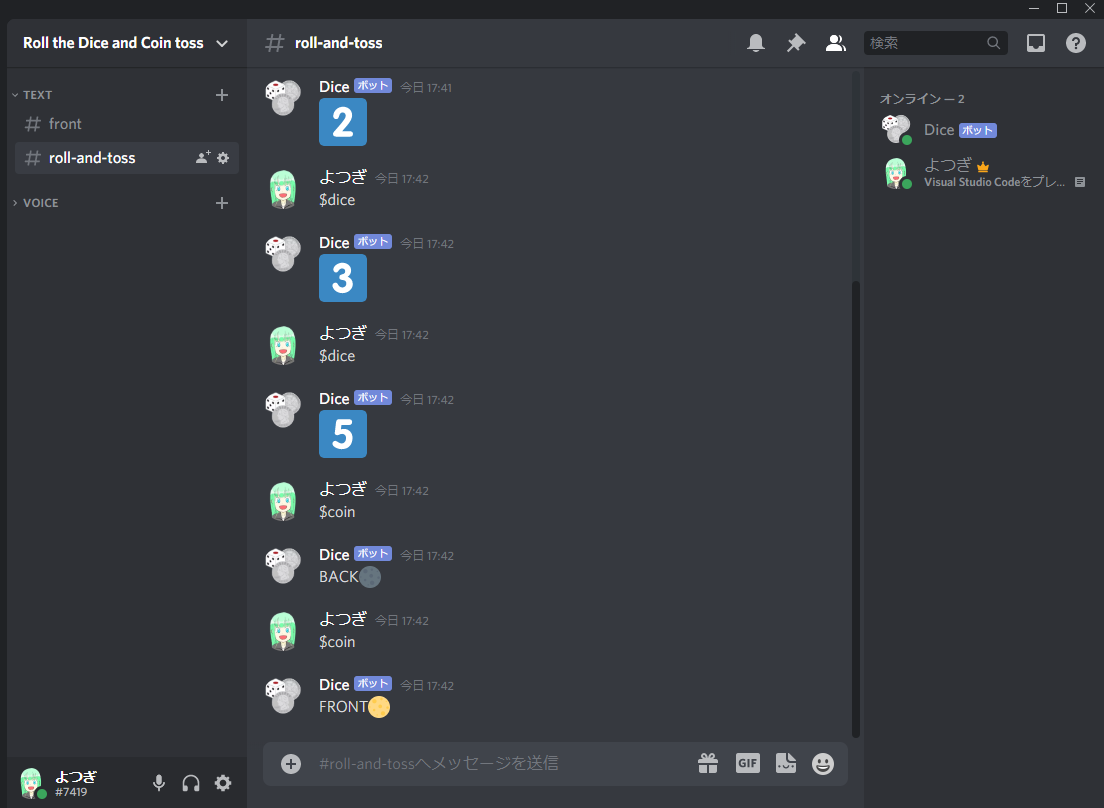 Roll the Dice and Coin toss
TEXT
front
roll-and-toss
VOICE
よつぎ
#7419
roll-and-toss
検索
Dice ボット 今日 17:41
2
よつぎ 今日 17:42
$dice
Dice ボット 今日 17:42
3
よつぎ 今日 17:42
$dice
Dice ボット 今日 17:42
5
よつぎ 今日 17:42
$coin
Dice ボット 今日 17:42
BACK
よつぎ 今日 17:42
$coin
Dice ボット 今日 17:42
FRONT
#roll-and-tossへメッセージを送信
GIF
オンライン — 2
Dice ボット
よつぎ
Visual Studio Codeをプレ...